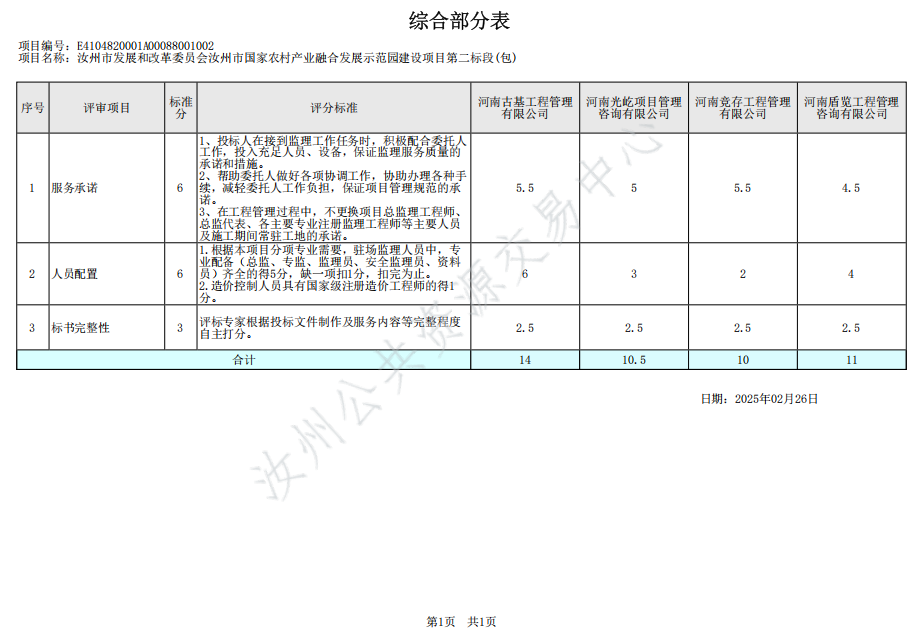 综合部分表
项目编号：E4104820001A00088001002
项目名称：汝州市发展和改革委员会汝州市国家农村产业融合发展示范园建设项目第二标段(包)
序号 评审项目 标准分 评分标准 河南古基工程管理有限公司 河南光屹项目管理咨询有限公司 河南竞存工程管理有限公司 河南盾览工程管理咨询有限公司
1 服务承诺 6
1、投标人在接到监理工作任务时，积极配合委托人
工作，投入充足人员、设备，保证监理服务质量的
承诺和措施。
2、帮助委托人做好各项协调工作，协助办理各种手
续，减轻委托人工作负担，保证项目管理规范的承
诺。
3、在工程管理过程中，不更换项目总监理工程师、
总监代表、各主要专业注册监理工程师等主要人员
及施工期间常驻工地的承诺。
5.5 5 5.5 4.5
2 人员配置 6
1.根据本项目分项专业需要，驻场监理人员中，专
业配备（总监、专监、监理员、安全监理员、资料
员）齐全的得5分，缺一项扣1分，扣完为止。
2.造价控制人员具有国家级注册造价工程师的得1
分。
6 3 2 4
3 标书完整性 3
评标专家根据投标文件制作及服务内容等完整程度
自主打分。
2.5 2.5 2.5 2.5
合计 14 10.5 10 11
日期：2025年02月26日
汝州公共资源交易中心
第1页 共1页